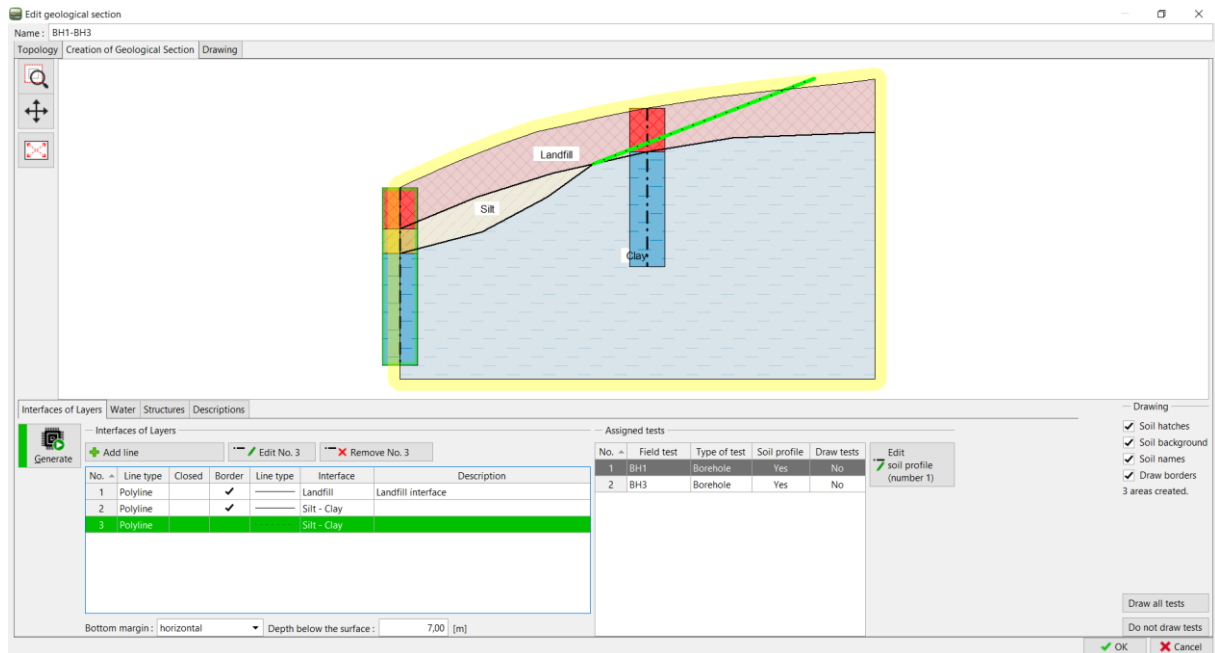 Edit geological section
Name : BH1-BH3
Topology Creation of Geological Section Drawing
Landfill
Silt
Clay
Interfaces of Layers Water Structures Descriptions
Generate
Interfaces of Layers
Add line Edit No. 3 Remove No. 3
No. Line type Closed Border Line type Interface Description
1 Polyline Landfill Landfill interface
2 Polyline Silt - Clay
3 Polyline Silt - Clay
Bottom margin : horizontal Depth below the surface : 7,00 [m]
Assigned tests
No. Field test Type of test Soil profile Draw tests
1 BH1 Borehole Yes No
2 BH3 Borehole Yes No
Edit
soil profile
(number 1)
Drawing
Soil hatches
Soil background
Soil names
Draw borders
3 areas created.
Draw all tests
Do not draw tests
OK Cancel